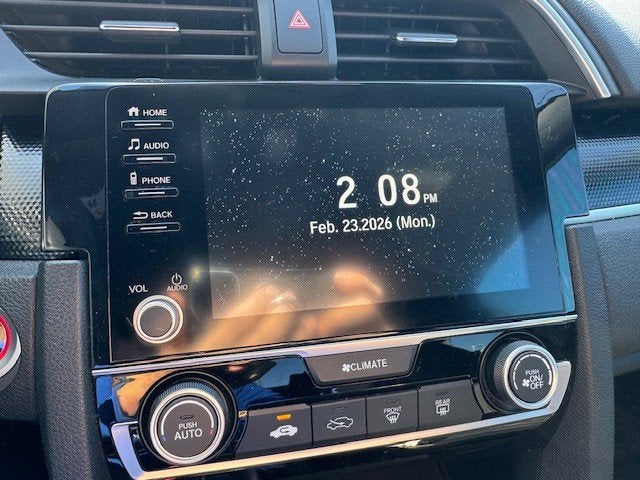 HOME
AUDIO
PHONE
BACK
VOL
AUDIO
2 08 PM
Feb. 23.2026 (Mon.)
CLIMATE
PUSH
AUTO
FRONT
REAR
PUSH
ON/
OFF